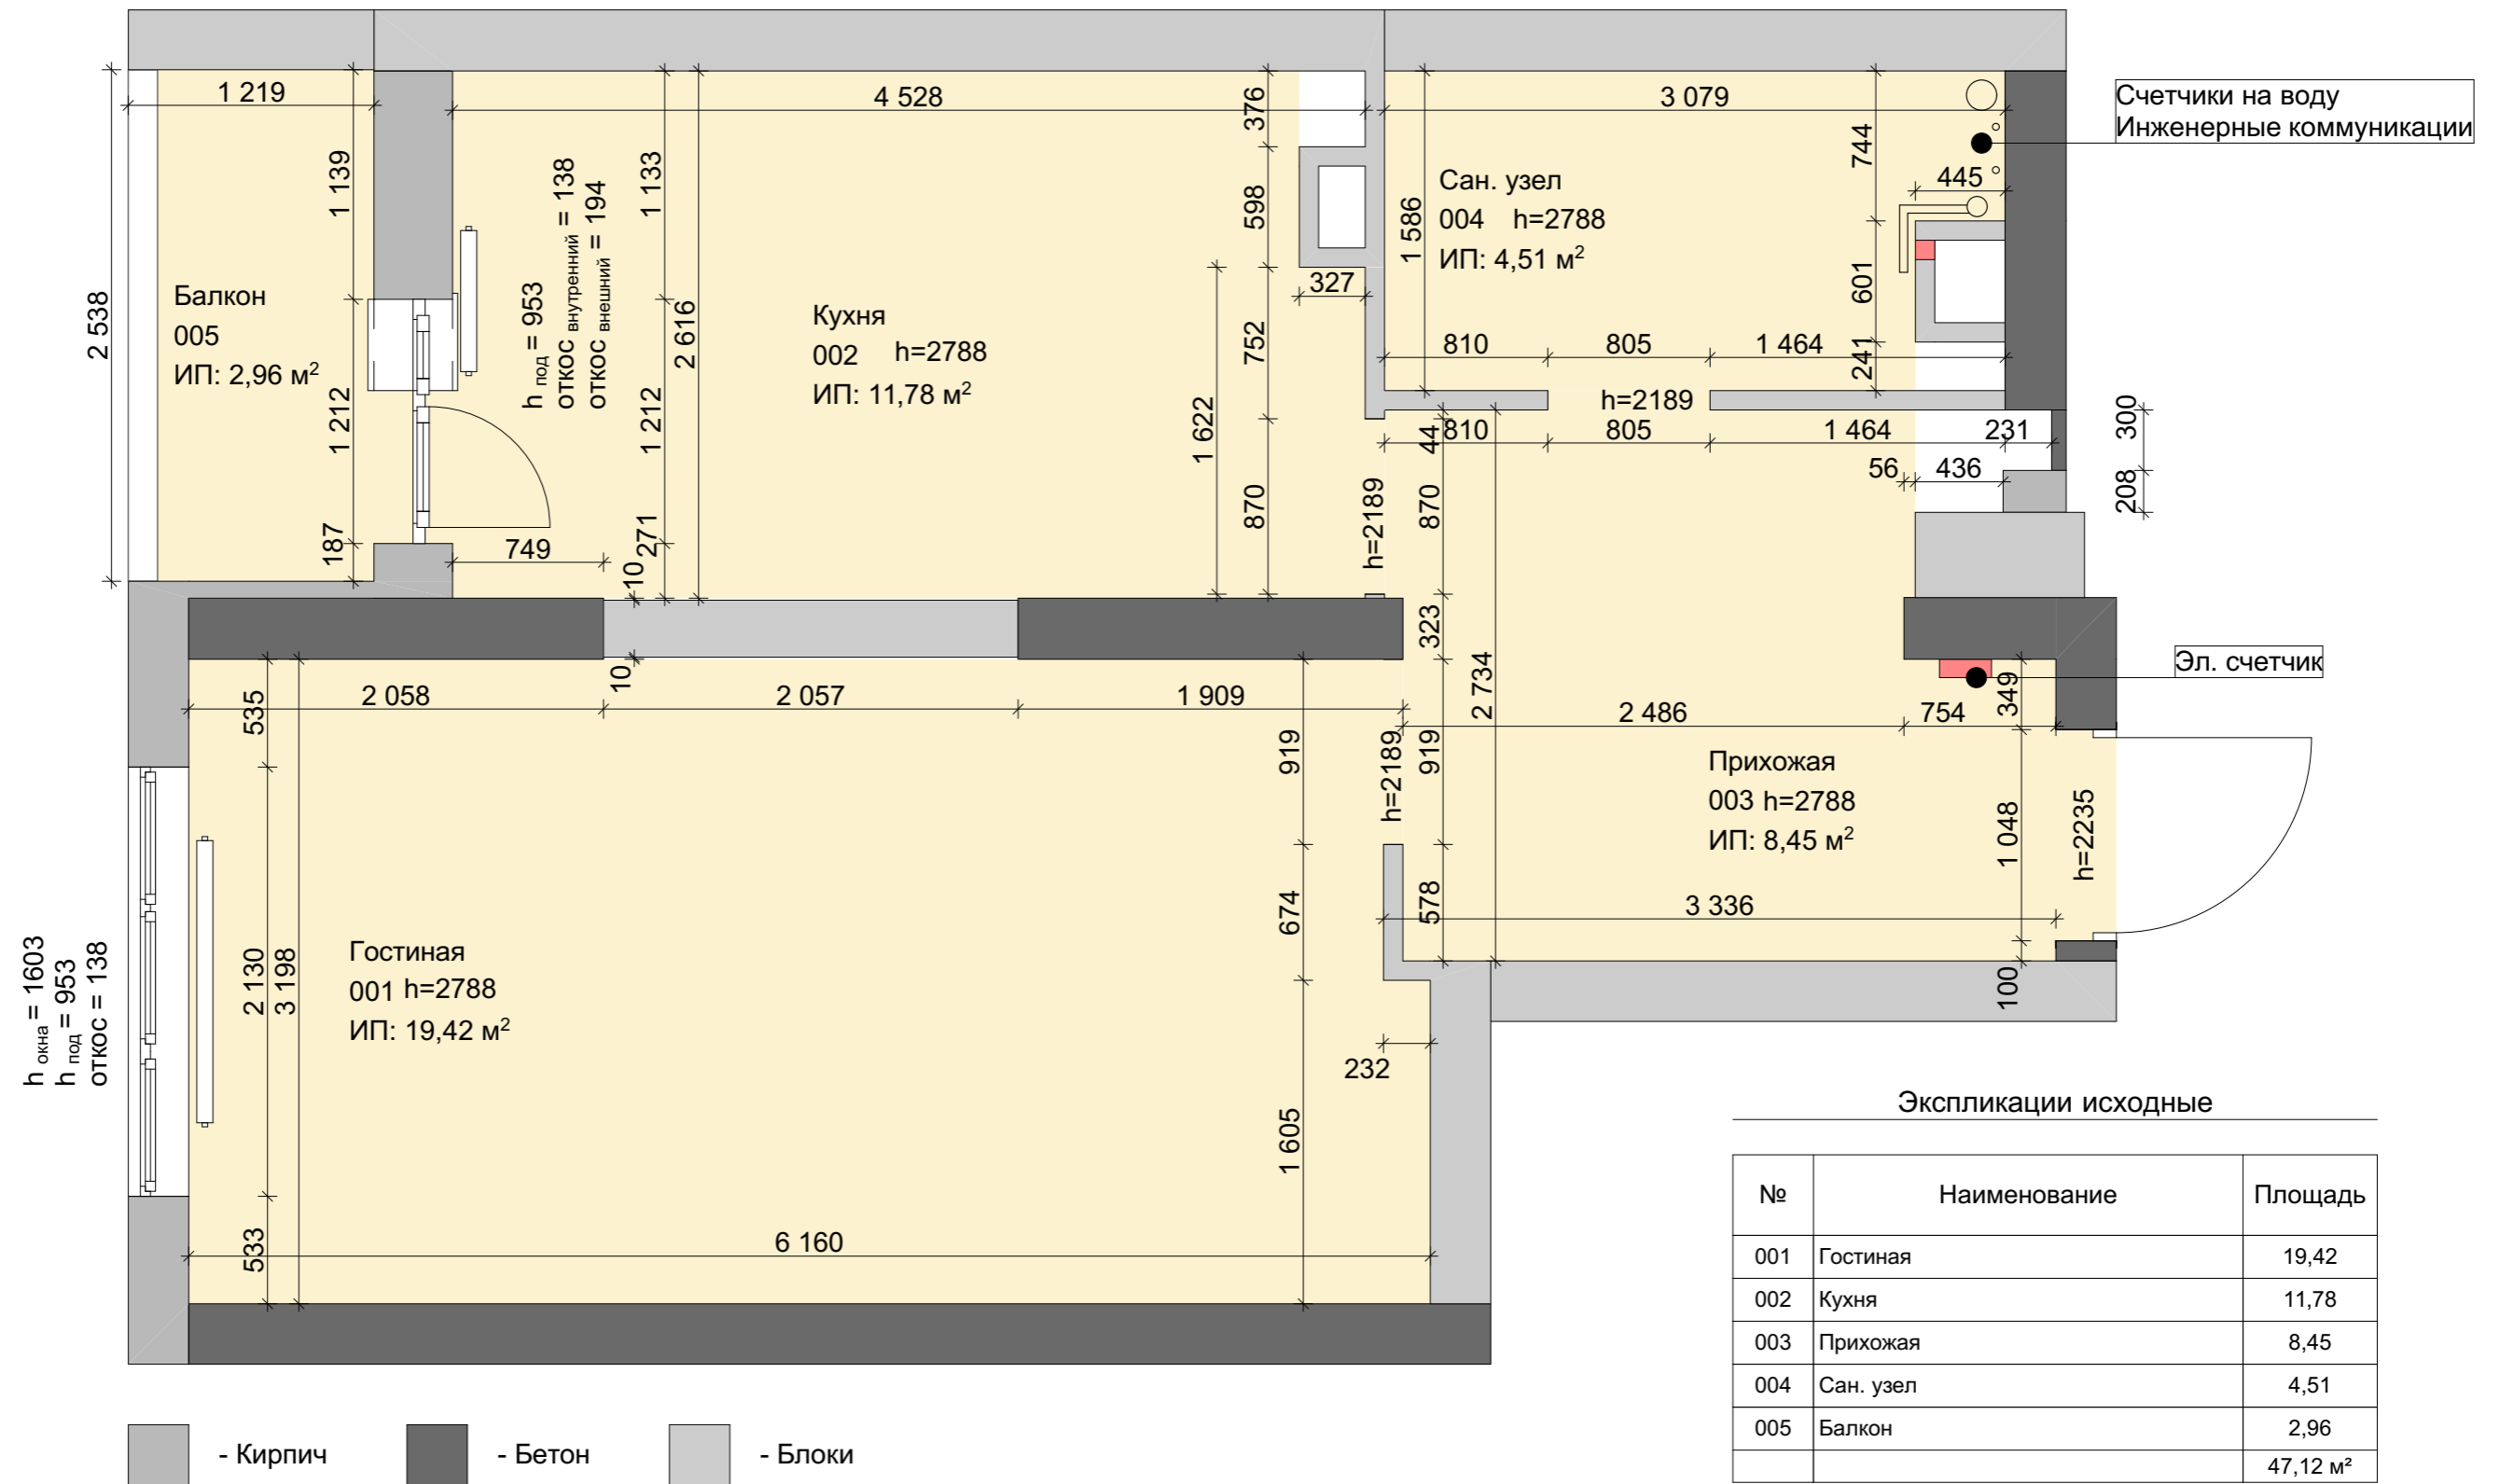 1 219
4 528
3 079
Счетчики на воду
Инженерные коммуникации
2 538
1 139
1 133
376
744
445
h под = 953
откос внутренний = 138
откос внешний = 194
598
1 586
Сан. узел
004 h=2788
ИП: 4,51 м²
327
601
Балкон
005
ИП: 2,96 м²
2 616
Кухня
002 h=2788
ИП: 11,78 м²
752
810
805
1 464
241
1 212
1 212
1 622
h=2189
44
810
805
1 464
231
300
56
436
208
187
749
10
271
870
h=2189
870
323
10
2 734
Эл. счетчик
535
2 058
2 057
1 909
2 486
754
349
919
h=2189
919
Прихожая
003 h=2788
ИП: 8,45 м²
1 048
h=2235
674
578
3 336
100
h окна = 1603
h под = 953
откос = 138
2 130
3 198
Гостиная
001 h=2788
ИП: 19,42 м²
232
1 605
533
6 160
Экспликации исходные
№ Наименование Площадь
001 Гостиная 19,42
002 Кухня 11,78
003 Прихожая 8,45
004 Сан. узел 4,51
005 Балкон 2,96
47,12 м²
- Кирпич
- Бетон
- Блоки